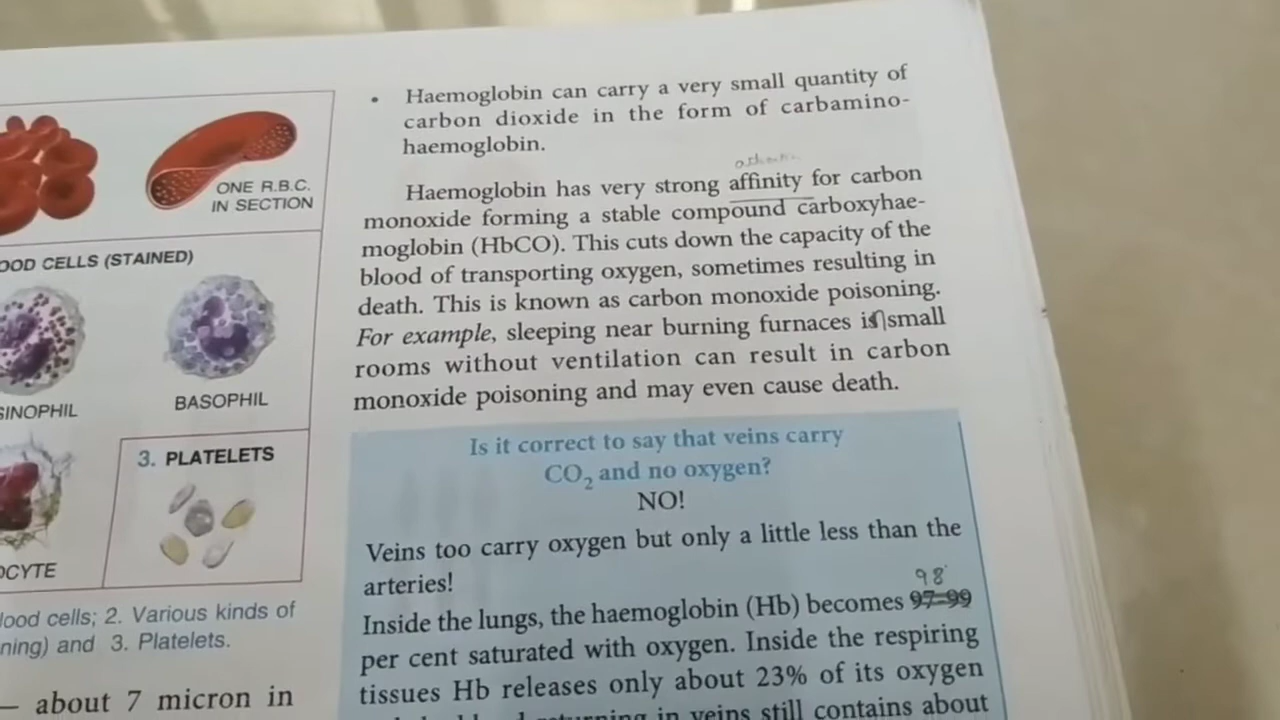 ONE R.B.C.
IN SECTION
OOD CELLS (STAINED)
SINOPHIL
BASOPHIL
3. PLATELETS
OCYTE
lood cells; 2. Various kinds of
ning) and 3. Platelets.
— about 7 micron in
• Haemoglobin can carry a very small quantity of
carbon dioxide in the form of carbamino-
haemoglobin.
Haemoglobin has very strong affinity for carbon
monoxide forming a stable compound carboxyhae-
moglobin (HbCO). This cuts down the capacity of the
blood of transporting oxygen, sometimes resulting in
death. This is known as carbon monoxide poisoning.
For example, sleeping near burning furnaces in small
rooms without ventilation can result in carbon
monoxide poisoning and may even cause death.
Is it correct to say that veins carry
CO₂ and no oxygen?
NO!
Veins too carry oxygen but only a little less than the
arteries!
98
Inside the lungs, the haemoglobin (Hb) becomes 97-99
per cent saturated with oxygen. Inside the respiring
tissues Hb releases only about 23% of its oxygen
returning in veins still contains about